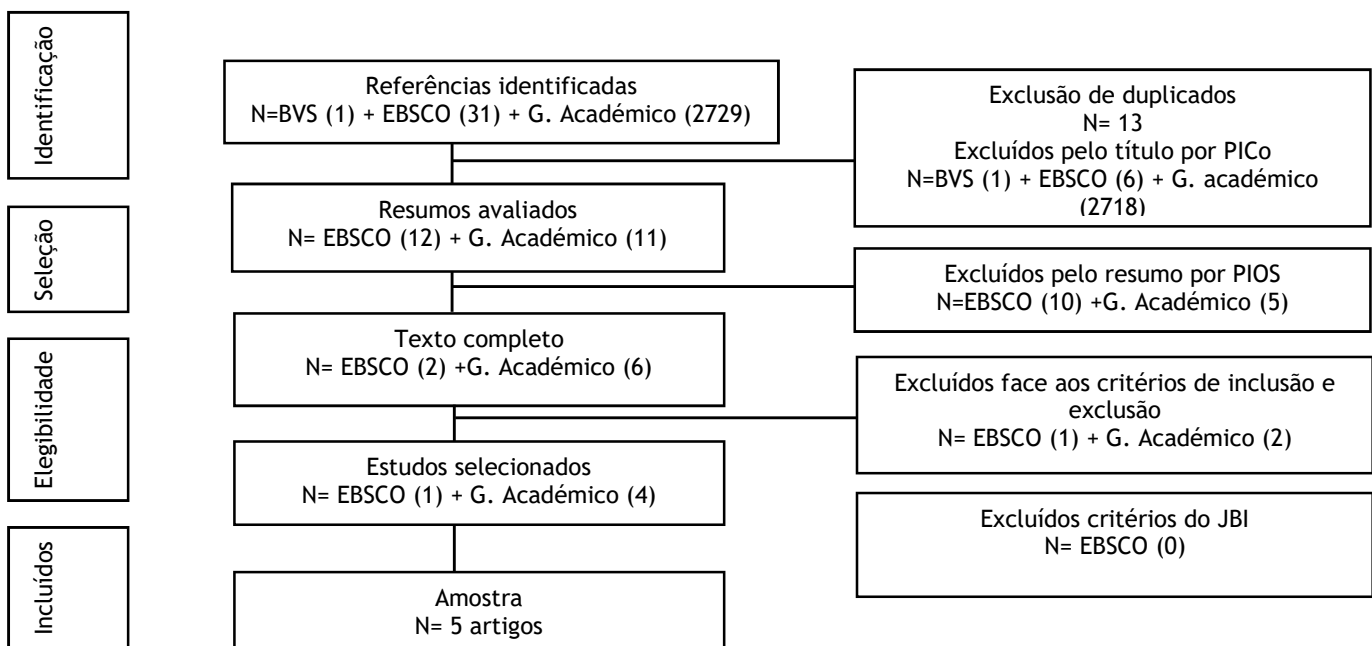 Identificação
Referências identificadas
N=BVS (1) + EBSCO (31) + G. Académico (2729)
Exclusão de duplicados
N= 13
Excluídos pelo título por PICo
N=BVS (1) + EBSCO (6) + G. académico
(2718)
Seleção
Resumos avaliados
N= EBSCO (12) + G. Académico (11)
Excluídos pelo resumo por PIOS
N=EBSCO (10) +G. Académico (5)
Elegibilidade
Texto completo
N= EBSCO (2) +G. Académico (6)
Excluídos face aos critérios de inclusão e
exclusão
N= EBSCO (1) + G. Académico (2)
Estudos selecionados
N= EBSCO (1) + G. Académico (4)
Excluídos critérios do JBI
N= EBSCO (0)
Incluídos
Amostra
N= 5 artigos